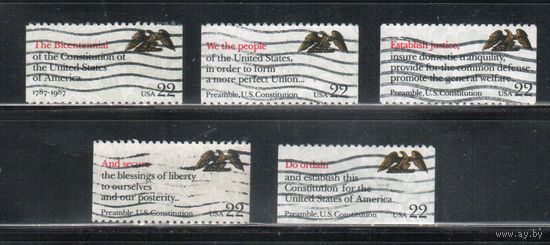 The Bicentennial
of the Constitution of
the United States
of America
1787-1987 USA 22
We the people
of the United States,
in order to form
a more perfect Union...
Preamble, U.S. Constitution USA 22
Establish justice,
insure domestic tranquility,
provide for the common defense,
promote the general welfare...
Preamble, U.S. Constitution USA 22
And secure
the blessings of liberty
to ourselves
and our posterity...
Preamble, U.S. Constitution USA 22
Do ordain
and establish this
Constitution for the
United States of America.
Preamble, U.S. Constitution USA 22
www.ay.by